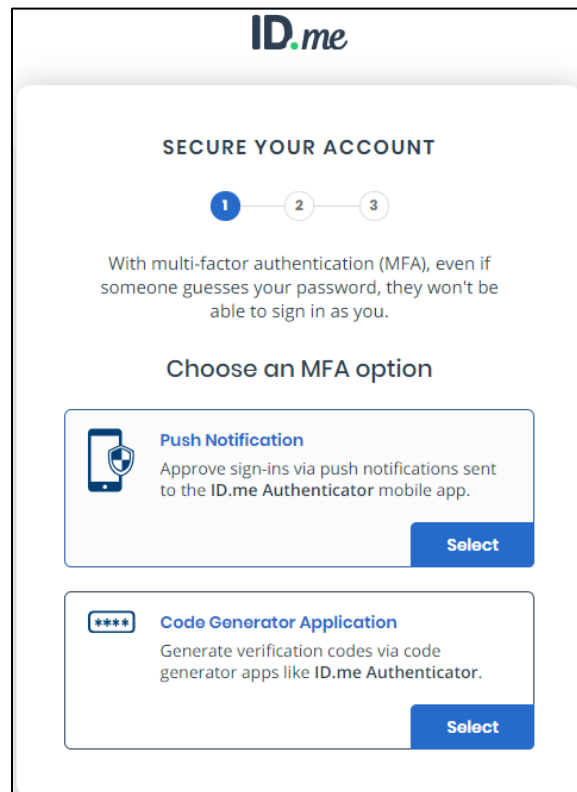 ID.me
SECURE YOUR ACCOUNT
1 2 3
With multi-factor authentication (MFA), even if
someone guesses your password, they won't be
able to sign in as you.
Choose an MFA option
Push Notification
Approve sign-ins via push notifications sent
to the ID.me Authenticator mobile app.
Select
****
Code Generator Application
Generate verification codes via code
generator apps like ID.me Authenticator.
Select